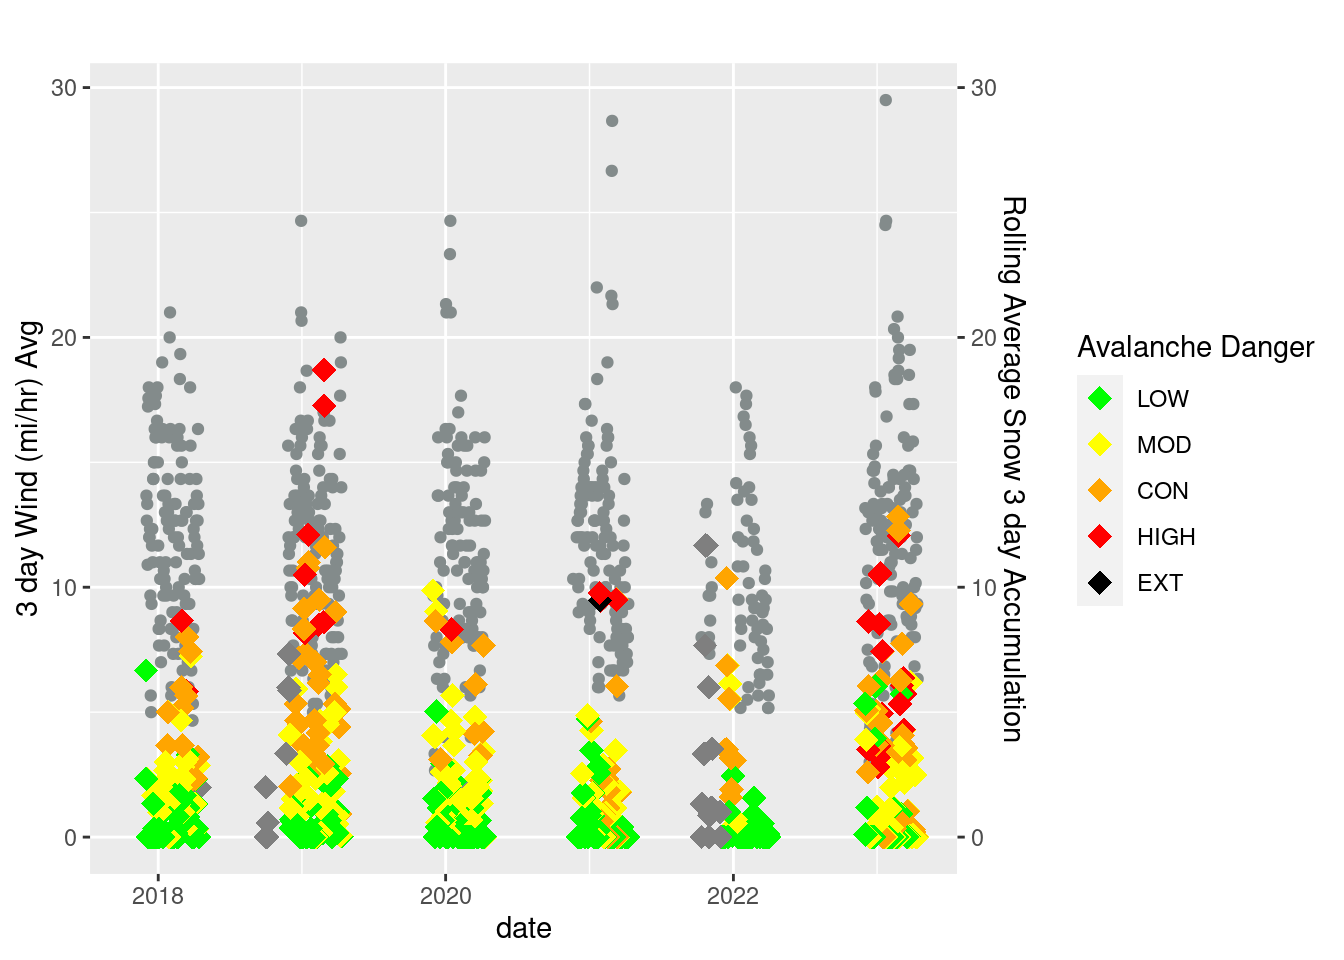 30
20
10
0
3 day Wind (mi/hr) Avg
2018
2020
2022
date
30
20
10
0
Rolling Average Snow 3 day Accumulation
Avalanche Danger
LOW
MOD
CON
HIGH
EXT